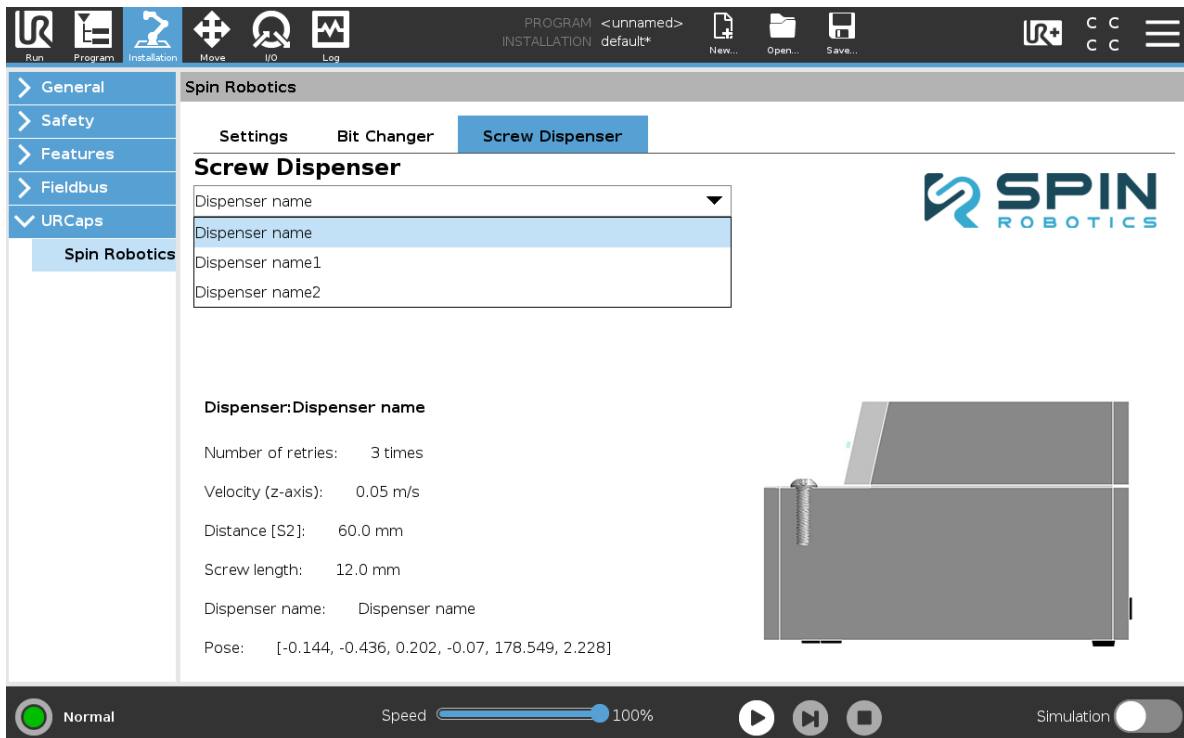 PROGRAM <unnamed>
INSTALLATION default*
UR
Run Program Installation Move I/O Log New... Open... Save...
UR+
C C
C C
General
Safety
Features
Fieldbus
URCaps
Spin Robotics
Spin Robotics
Settings Bit Changer Screw Dispenser
Screw Dispenser
Dispenser name
Dispenser name
Dispenser name1
Dispenser name2
SPIN
ROBOTICS
Dispenser:Dispenser name
Number of retries: 3 times
Velocity (z-axis): 0.05 m/s
Distance [S2]: 60.0 mm
Screw length: 12.0 mm
Dispenser name: Dispenser name
Pose: [-0.144, -0.436, 0.202, -0.07, 178.549, 2.228]
Normal Speed 100% Simulation